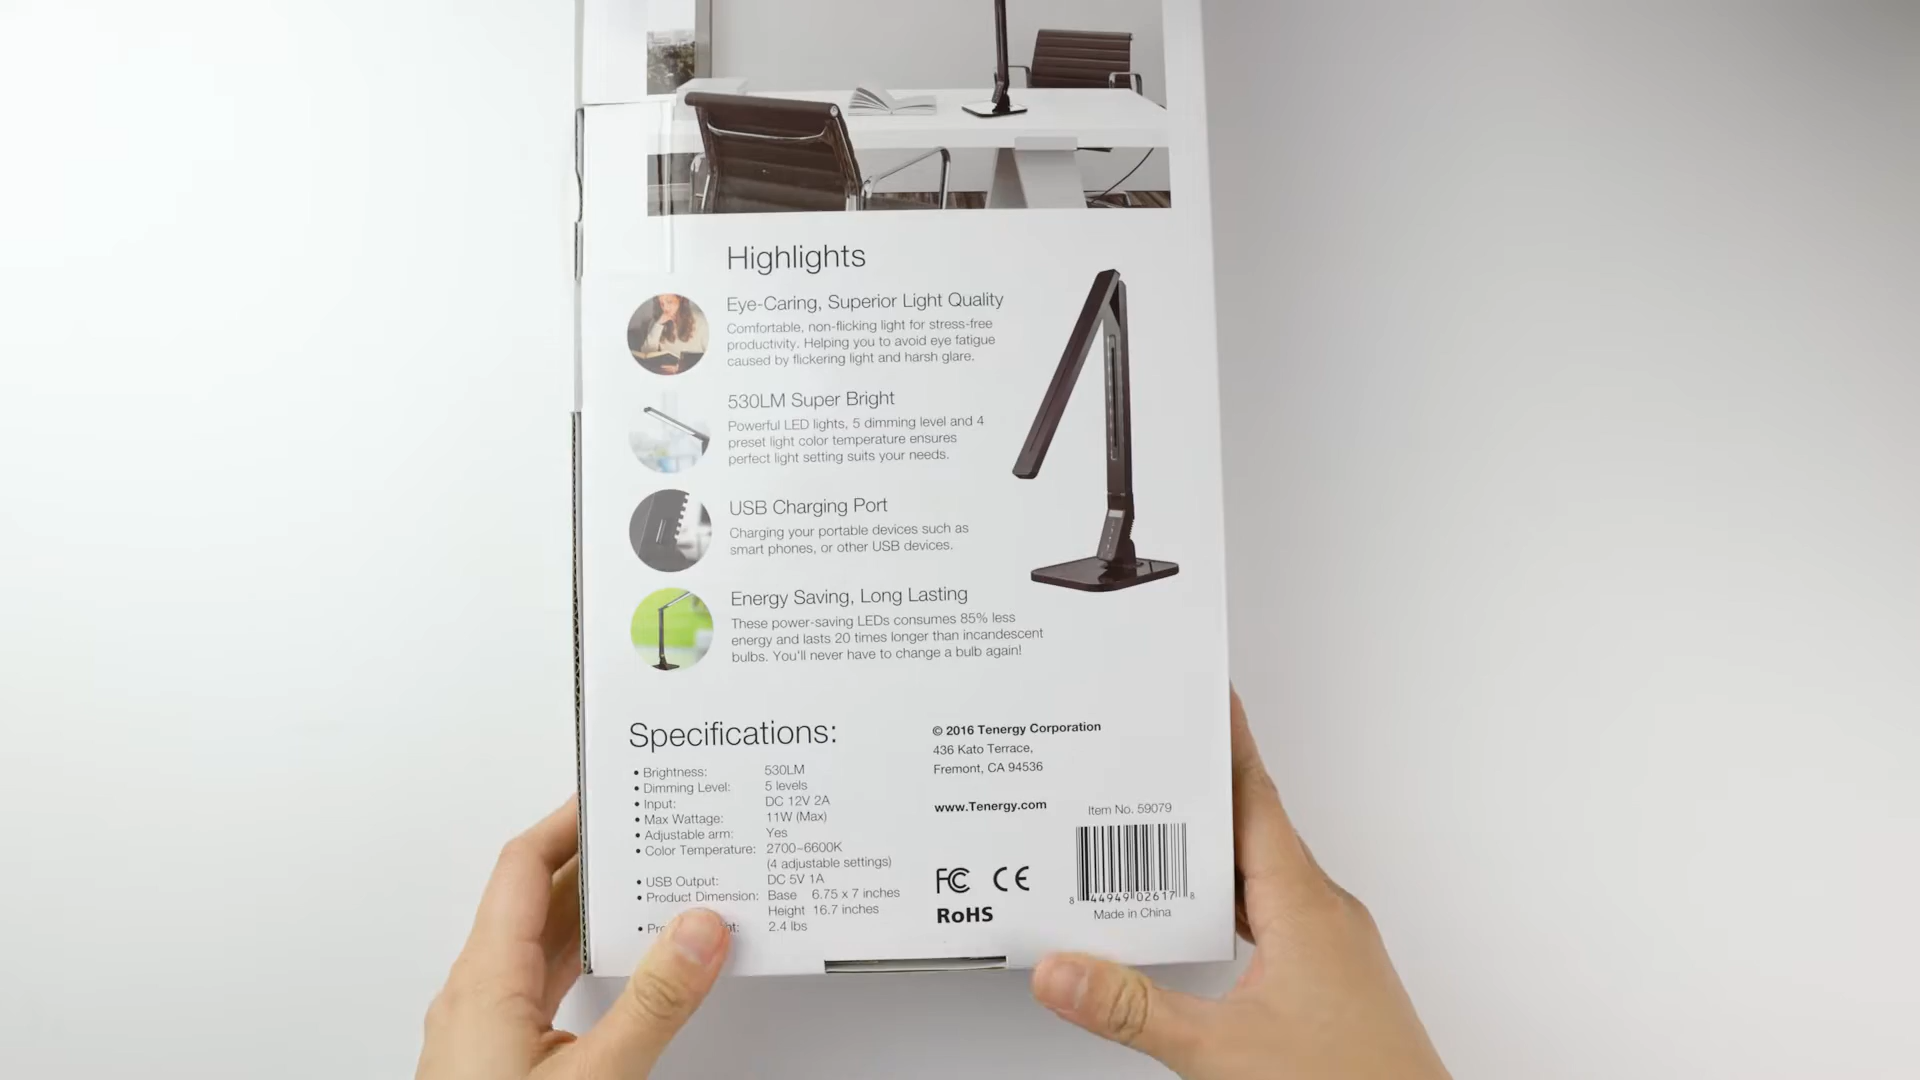 Highlights
Eye-Caring, Superior Light Quality
Comfortable, non-flicking light for stress-free
productivity. Helping you to avoid eye fatigue
caused by flickering light and harsh glare.
530LM Super Bright
Powerful LED lights, 5 dimming level and 4
preset light color temperature ensures
perfect light setting suits your needs.
USB Charging Port
Charging your portable devices such as
smart phones, or other USB devices.
Energy Saving, Long Lasting
These power-saving LEDs consumes 85% less
energy and lasts 20 times longer than incandescent
bulbs. You'll never have to change a bulb again!
Specifications:
• Brightness: 530LM
• Dimming Level: 5 levels
• Input: DC 12V 2A
• Max Wattage: 11W (Max)
• Adjustable arm: Yes
• Color Temperature: 2700~6600K
(4 adjustable settings)
• USB Output: DC 5V 1A
• Product Dimension: Base 6.75 x 7 inches
Height 16.7 inches
• 2.4 lbs
© 2016 Tenergy Corporation
436 Kato Terrace,
Fremont, CA 94536
www.Tenergy.com
Item No. 59079
FC CE
RoHS
8 44949 02617 8
Made in China